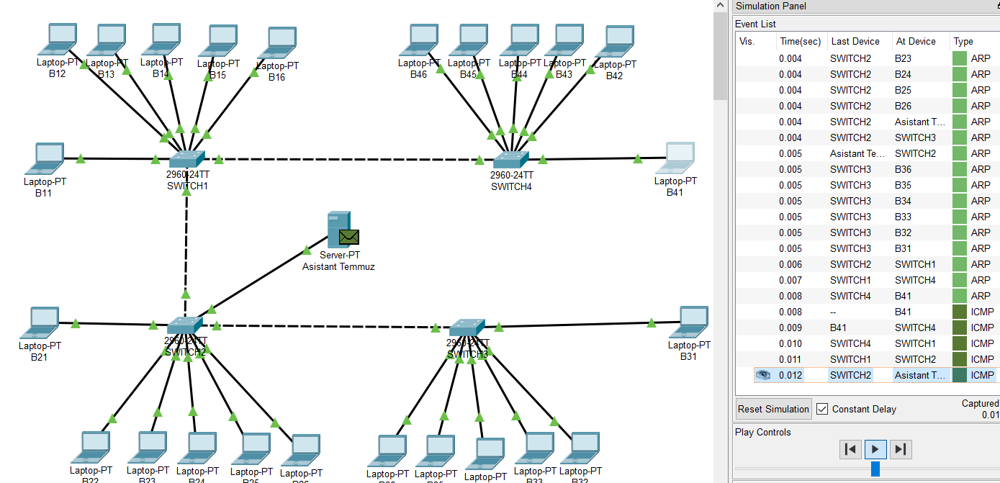 Laptop-PT
B12
Laptop-PT
B13
Laptop-PT
B14
Laptop-PT
B15
Laptop-PT
B16
Laptop-PT
B46
Laptop-PT
B45
Laptop-PT
B44
Laptop-PT
B43
Laptop-PT
B42
Laptop-PT
B11
2960-24TT
SWITCH1
2960-24TT
SWITCH4
Laptop-PT
B41
Server-PT
Asistant Temmuz
Laptop-PT
B21
2960-24TT
SWITCH2
2960-24TT
SWITCH3
Laptop-PT
B31
Laptop-PT
B22
Laptop-PT
B23
Laptop-PT
B24
Laptop-PT
Laptop-PT
Laptop-PT
Laptop-PT
Laptop-PT
Laptop-PT
B33
Laptop-PT
B32
Simulation Panel
Event List
Vis. Time(sec) Last Device At Device Type
0.004 SWITCH2 B23 ARP
0.004 SWITCH2 B24 ARP
0.004 SWITCH2 B25 ARP
0.004 SWITCH2 B26 ARP
0.004 SWITCH2 Asistant T... ARP
0.004 SWITCH2 SWITCH3 ARP
0.005 Asistant Te... SWITCH2 ARP
0.005 SWITCH3 B36 ARP
0.005 SWITCH3 B35 ARP
0.005 SWITCH3 B34 ARP
0.005 SWITCH3 B33 ARP
0.005 SWITCH3 B32 ARP
0.005 SWITCH3 B31 ARP
0.006 SWITCH2 SWITCH1 ARP
0.007 SWITCH1 SWITCH4 ARP
0.008 SWITCH4 B41 ARP
0.008 -- B41 ICMP
0.009 B41 SWITCH4 ICMP
0.010 SWITCH4 SWITCH1 ICMP
0.011 SWITCH1 SWITCH2 ICMP
0.012 SWITCH2 Asistant T... ICMP
Reset Simulation Constant Delay Captured
0.01
Play Controls